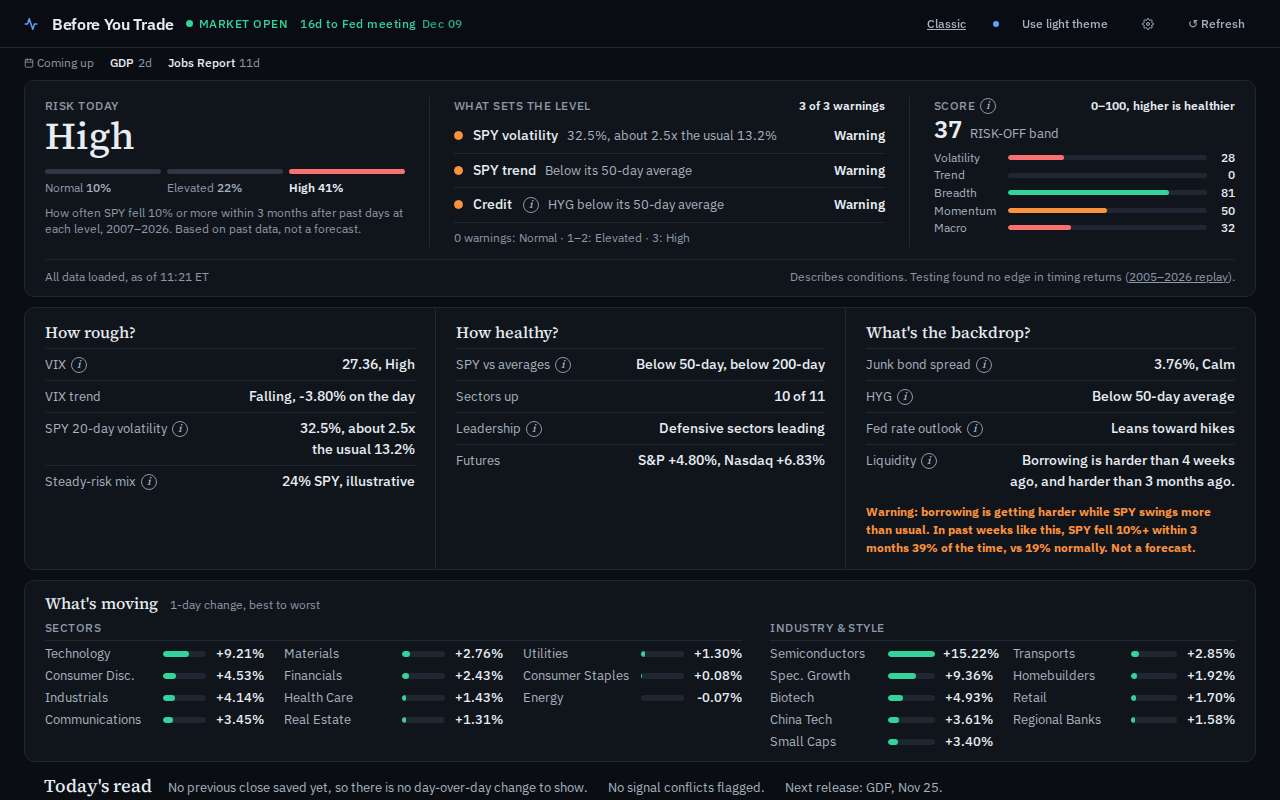 Before You Trade MARKET OPEN 16d to Fed meeting Dec 09 Classic Use light theme Refresh
Coming up GDP 2d Jobs Report 11d
RISK TODAY
High
Normal 10% Elevated 22% High 41%
How often SPY fell 10% or more within 3 months after past days at
each level, 2007–2026. Based on past data, not a forecast.
WHAT SETS THE LEVEL 3 of 3 warnings
SPY volatility 32.5%, about 2.5x the usual 13.2% Warning
SPY trend Below its 50-day average Warning
Credit i HYG below its 50-day average Warning
0 warnings: Normal · 1–2: Elevated · 3: High
SCORE i 0–100, higher is healthier
37 RISK-OFF band
Volatility 28
Trend 0
Breadth 81
Momentum 50
Macro 32
All data loaded, as of 11:21 ET Describes conditions. Testing found no edge in timing returns (2005–2026 replay).
How rough?
VIX i 27.36, High
VIX trend Falling, -3.80% on the day
SPY 20-day volatility i 32.5%, about 2.5x
the usual 13.2%
Steady-risk mix i 24% SPY, illustrative
How healthy?
SPY vs averages i Below 50-day, below 200-day
Sectors up 10 of 11
Leadership i Defensive sectors leading
Futures S&P +4.80%, Nasdaq +6.83%
What's the backdrop?
Junk bond spread i 3.76%, Calm
HYG i Below 50-day average
Fed rate outlook i Leans toward hikes
Liquidity i Borrowing is harder than 4 weeks
ago, and harder than 3 months ago.
Warning: borrowing is getting harder while SPY swings more
than usual. In past weeks like this, SPY fell 10%+ within 3
months 39% of the time, vs 19% normally. Not a forecast.
What's moving 1-day change, best to worst
SECTORS
Technology +9.21% Materials +2.76% Utilities +1.30%
Consumer Disc. +4.53% Financials +2.43% Consumer Staples +0.08%
Industrials +4.14% Health Care +1.43% Energy -0.07%
Communications +3.45% Real Estate +1.31%
INDUSTRY & STYLE
Semiconductors +15.22% Transports +2.85%
Spec. Growth +9.36% Homebuilders +1.92%
Biotech +4.93% Retail +1.70%
China Tech +3.61% Regional Banks +1.58%
Small Caps +3.40%
Today's read No previous close saved yet, so there is no day-over-day change to show. No signal conflicts flagged. Next release: GDP, Nov 25.